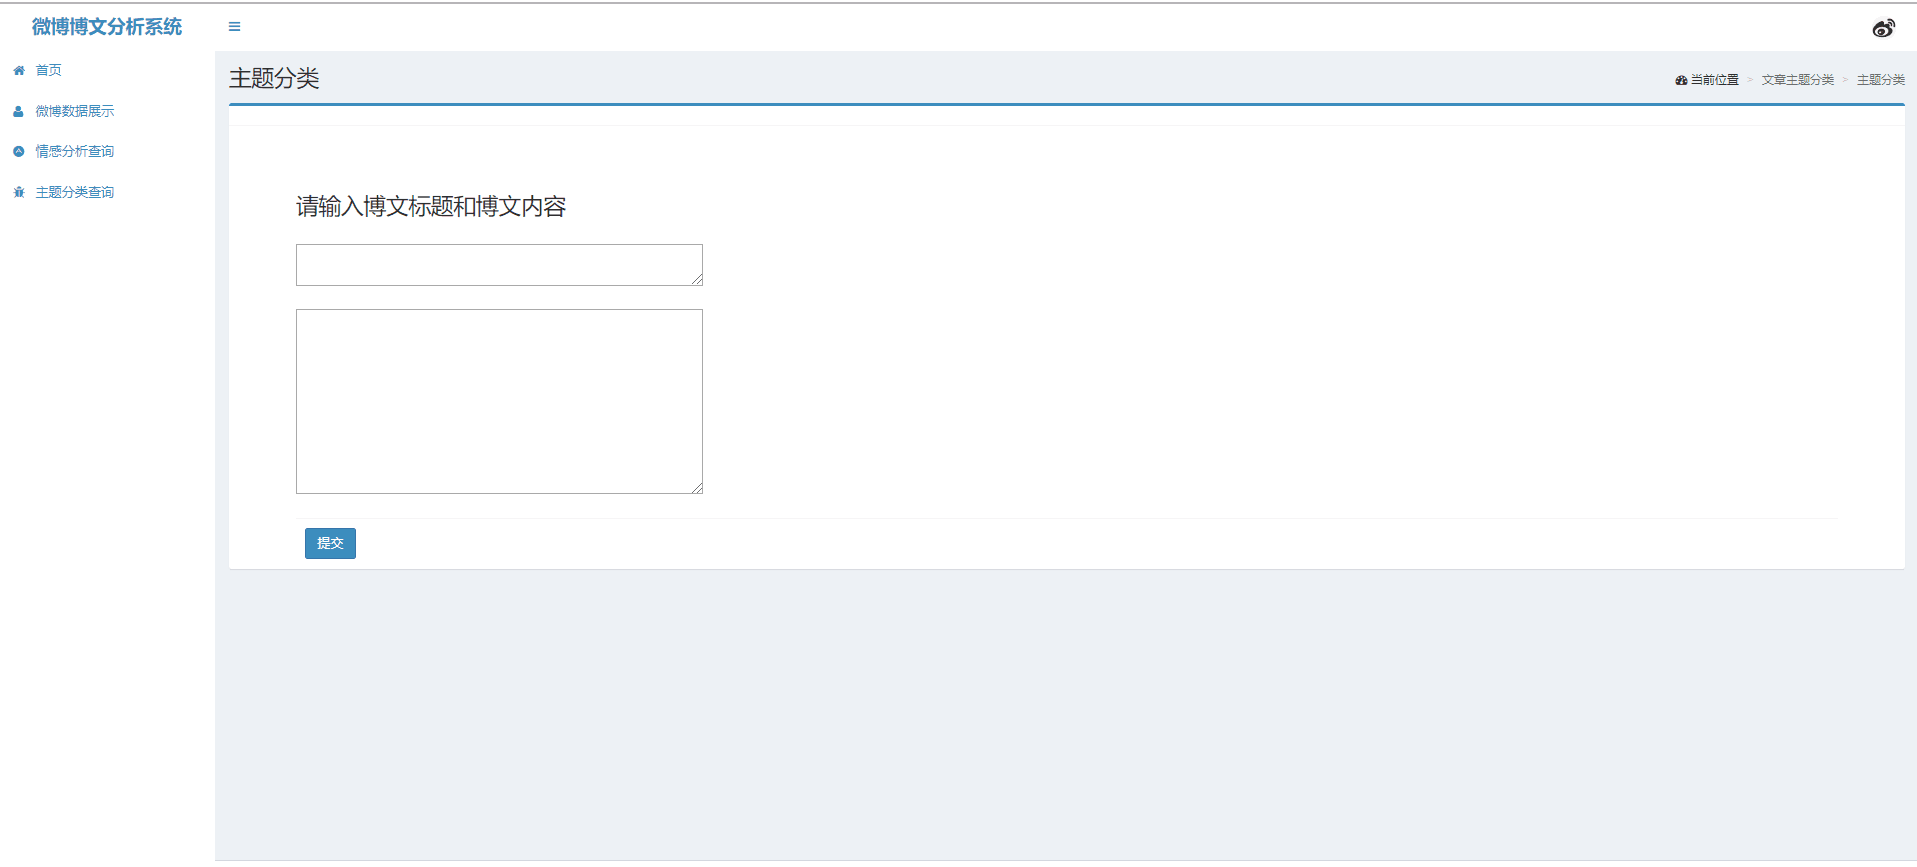 微博博文分析系统
首页
微博数据展示
情感分析查询
主题分类查询
主题分类
当前位置 > 文章主题分类 > 主题分类
请输入博文标题和博文内容
提交